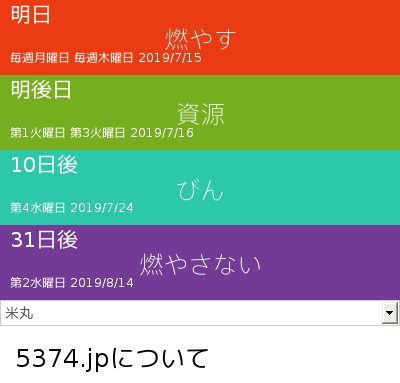 明日
燃やす
毎週月曜日 毎週木曜日 2019/7/15
明後日
資源
第1火曜日 第3火曜日 2019/7/16
10日後
びん
第4水曜日 2019/7/24
31日後
燃やさない
第2水曜日 2019/8/14
米丸
5374.jpについて